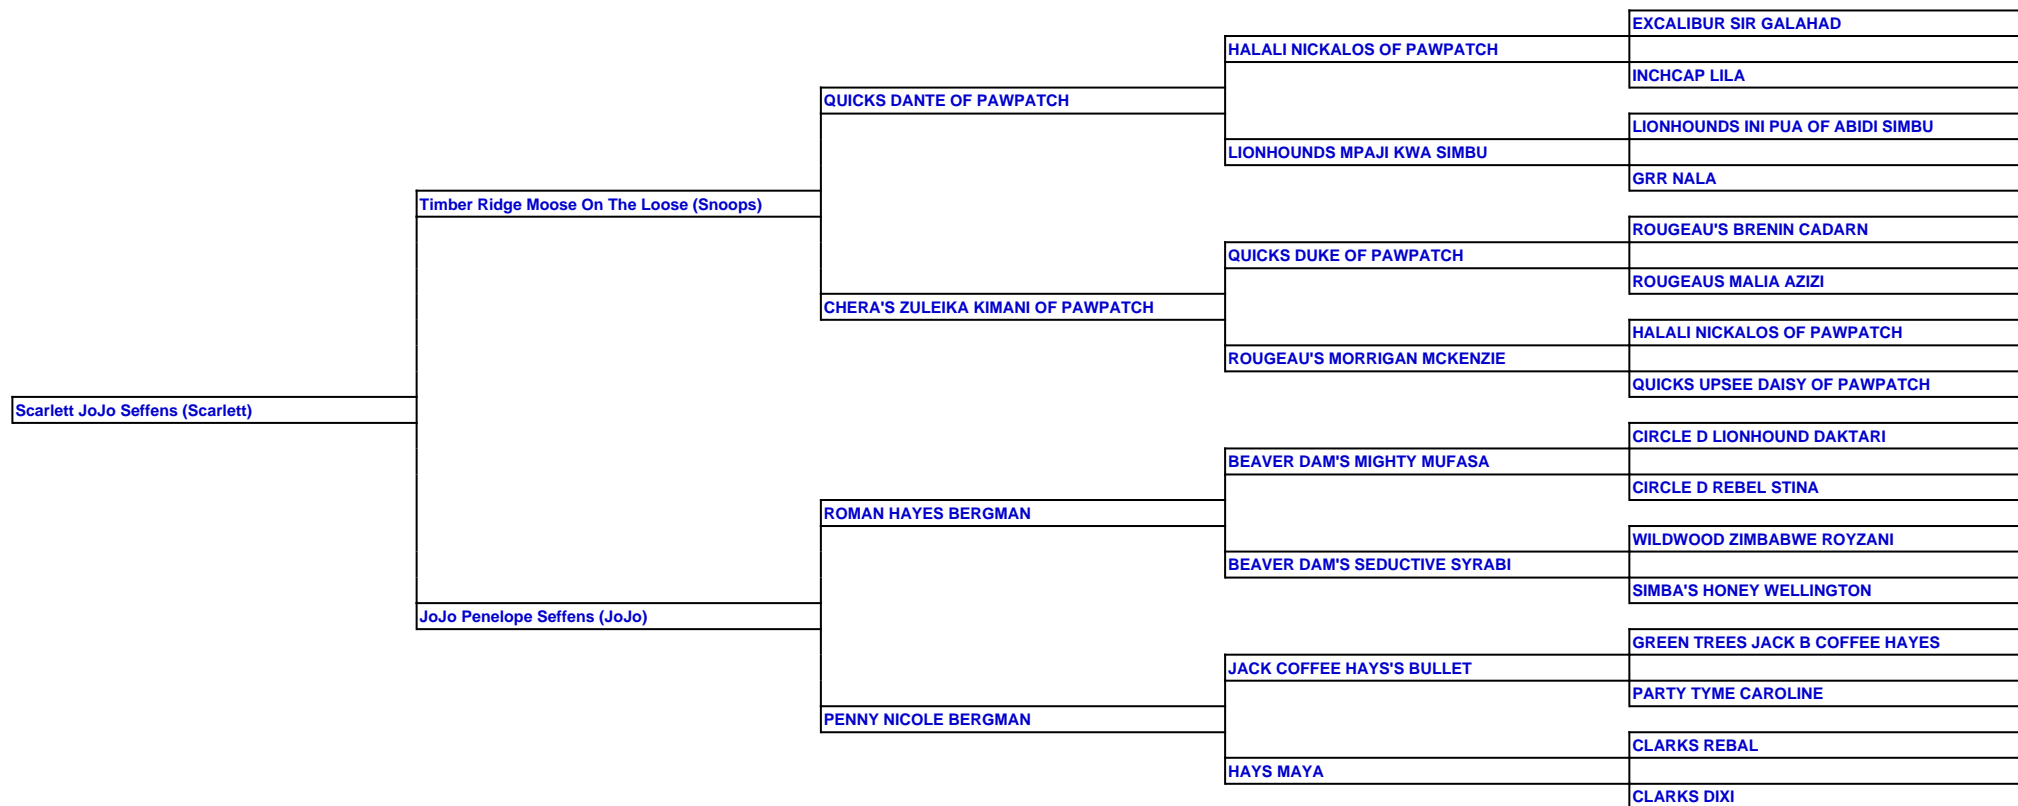 EXCALIBUR SIR GALAHAD
HALALI NICKALOS OF PAWPATCH
INCHCAP LILA
QUICKS DANTE OF PAWPATCH
LIONHOUNDS INI PUA OF ABIDI SIMBU
LIONHOUNDS MPAJI KWA SIMBU
GRR NALA
Timber Ridge Moose On The Loose (Snoops)
ROUGEAU'S BRENIN CADARN
QUICKS DUKE OF PAWPATCH
ROUGEAUS MALIA AZIZI
CHERA'S ZULEIKA KIMANI OF PAWPATCH
HALALI NICKALOS OF PAWPATCH
ROUGEAU'S MORRIGAN MCKENZIE
QUICKS UPSEE DAISY OF PAWPATCH
Scarlett JoJo Seffens (Scarlett)
CIRCLE D LIONHOUND DAKTARI
BEAVER DAM'S MIGHTY MUFASA
CIRCLE D REBEL STINA
ROMAN HAYES BERGMAN
WILDWOOD ZIMBABWE ROYZANI
BEAVER DAM'S SEDUCTIVE SYRABI
SIMBA'S HONEY WELLINGTON
JoJo Penelope Seffens (JoJo)
GREEN TREES JACK B COFFEE HAYES
JACK COFFEE HAYS'S BULLET
PARTY TYME CAROLINE
PENNY NICOLE BERGMAN
CLARKS REBAL
HAYS MAYA
CLARKS DIXI